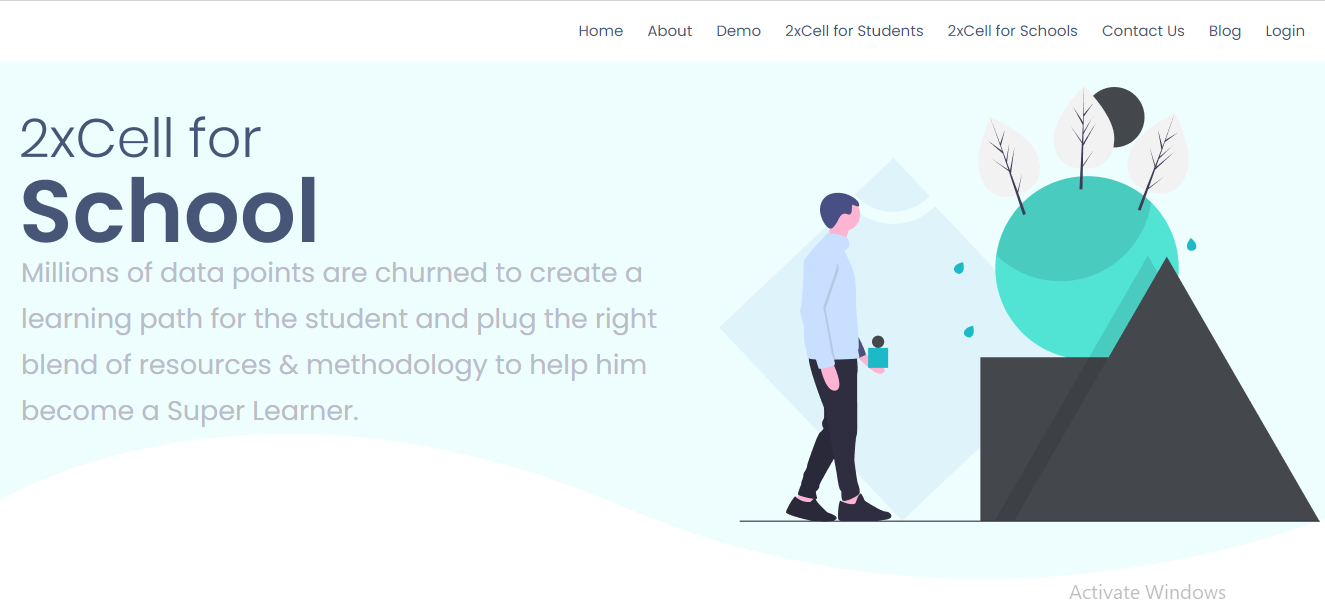 Home About Demo 2xCell for Students 2xCell for Schools Contact Us Blog Login
2xCell for
School
Millions of data points are churned to create a
learning path for the student and plug the right
blend of resources & methodology to help him
become a Super Learner.
Activate Windows